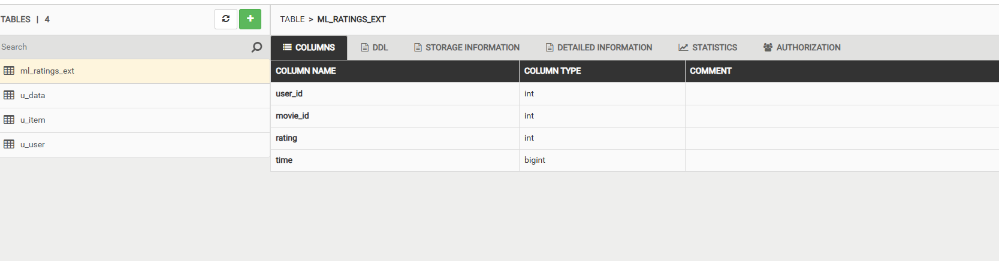 TABLES | 4
TABLE > ML_RATINGS_EXT
Search
COLUMNS DDL STORAGE INFORMATION DETAILED INFORMATION STATISTICS AUTHORIZATION
ml_ratings_ext
u_data
u_item
u_user
COLUMN NAME COLUMN TYPE COMMENT
user_id int
movie_id int
rating int
time bigint